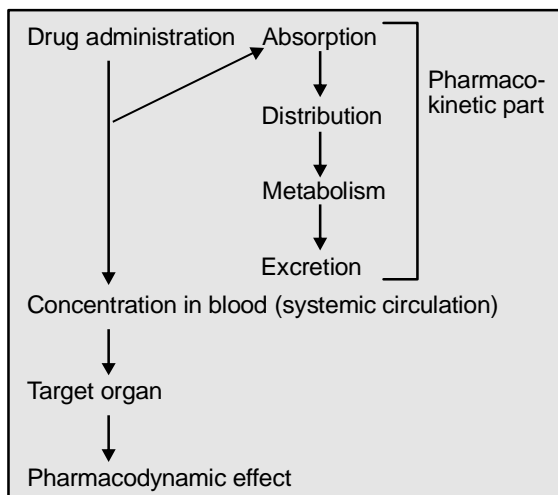 Drug administration
Absorption
Pharmaco-
kinetic part
Distribution
Metabolism
Excretion
Concentration in blood (systemic circulation)
Target organ
Pharmacodynamic effect